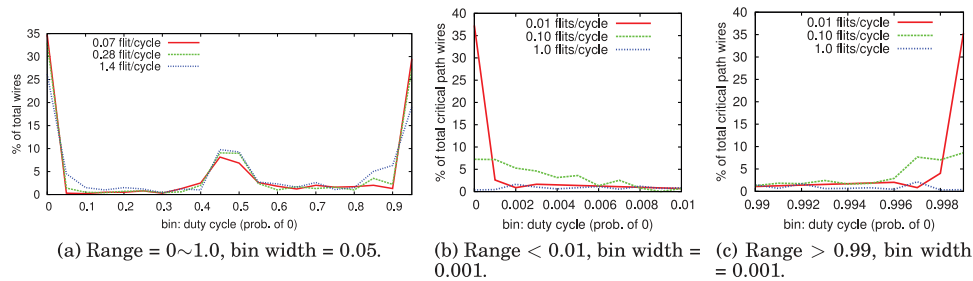 0.07 flit/cycle
0.28 flit/cycle
1.4 flit/cycle
% of total wires
35
30
25
20
15
10
5
0
0 0.1 0.2 0.3 0.4 0.5 0.6 0.7 0.8 0.9
bin: duty cycle (prob. of 0)
(a) Range = 0∼1.0, bin width = 0.05.
0.01 flits/cycle
0.10 flits/cycle
1.0 flits/cycle
% of total critical path wires
40
35
30
25
20
15
10
5
0
0 0.002 0.004 0.006 0.008 0.01
bin: duty cycle (prob. of 0)
(b) Range < 0.01, bin width =
0.001.
0.01 flits/cycle
0.10 flits/cycle
1.0 flits/cycle
% of total critical path wires
40
35
30
25
20
15
10
5
0
0.99 0.992 0.994 0.996 0.998
bin: duty cycle (prob. of 0)
(c) Range > 0.99, bin width
= 0.001.